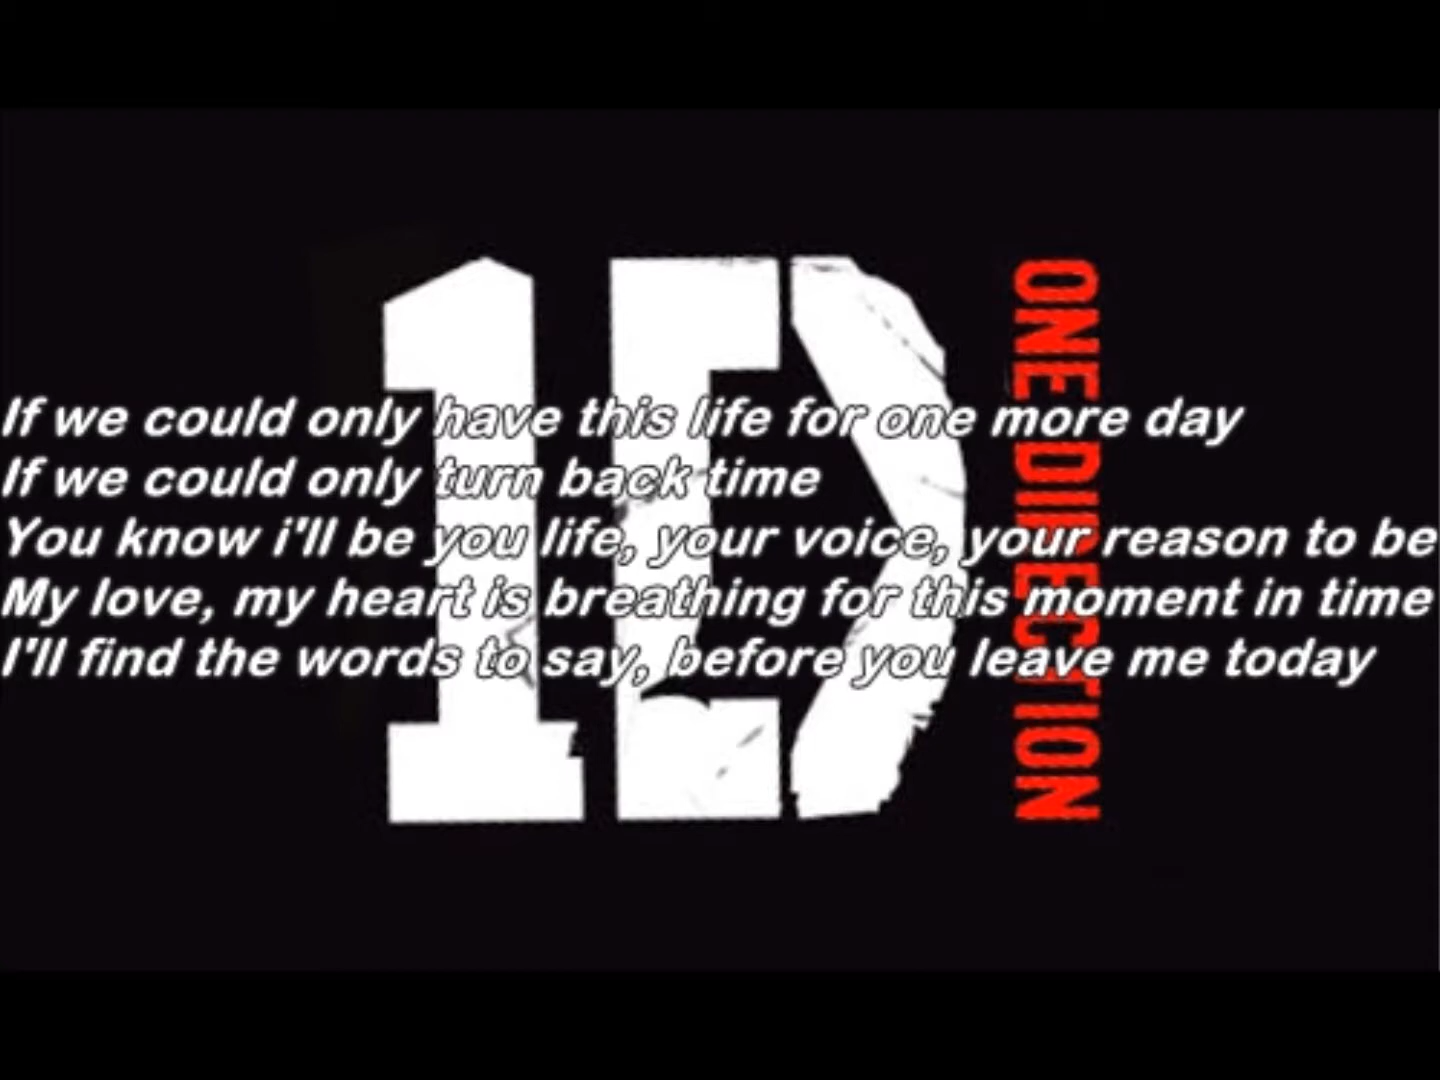 1D
ONE DIRECTION
If we could only have this life for one more day
If we could only turn back time
You know i'll be you life, your voice, your reason to be
My love, my heart is breathing for this moment in time
I'll find the words to say, before you leave me today